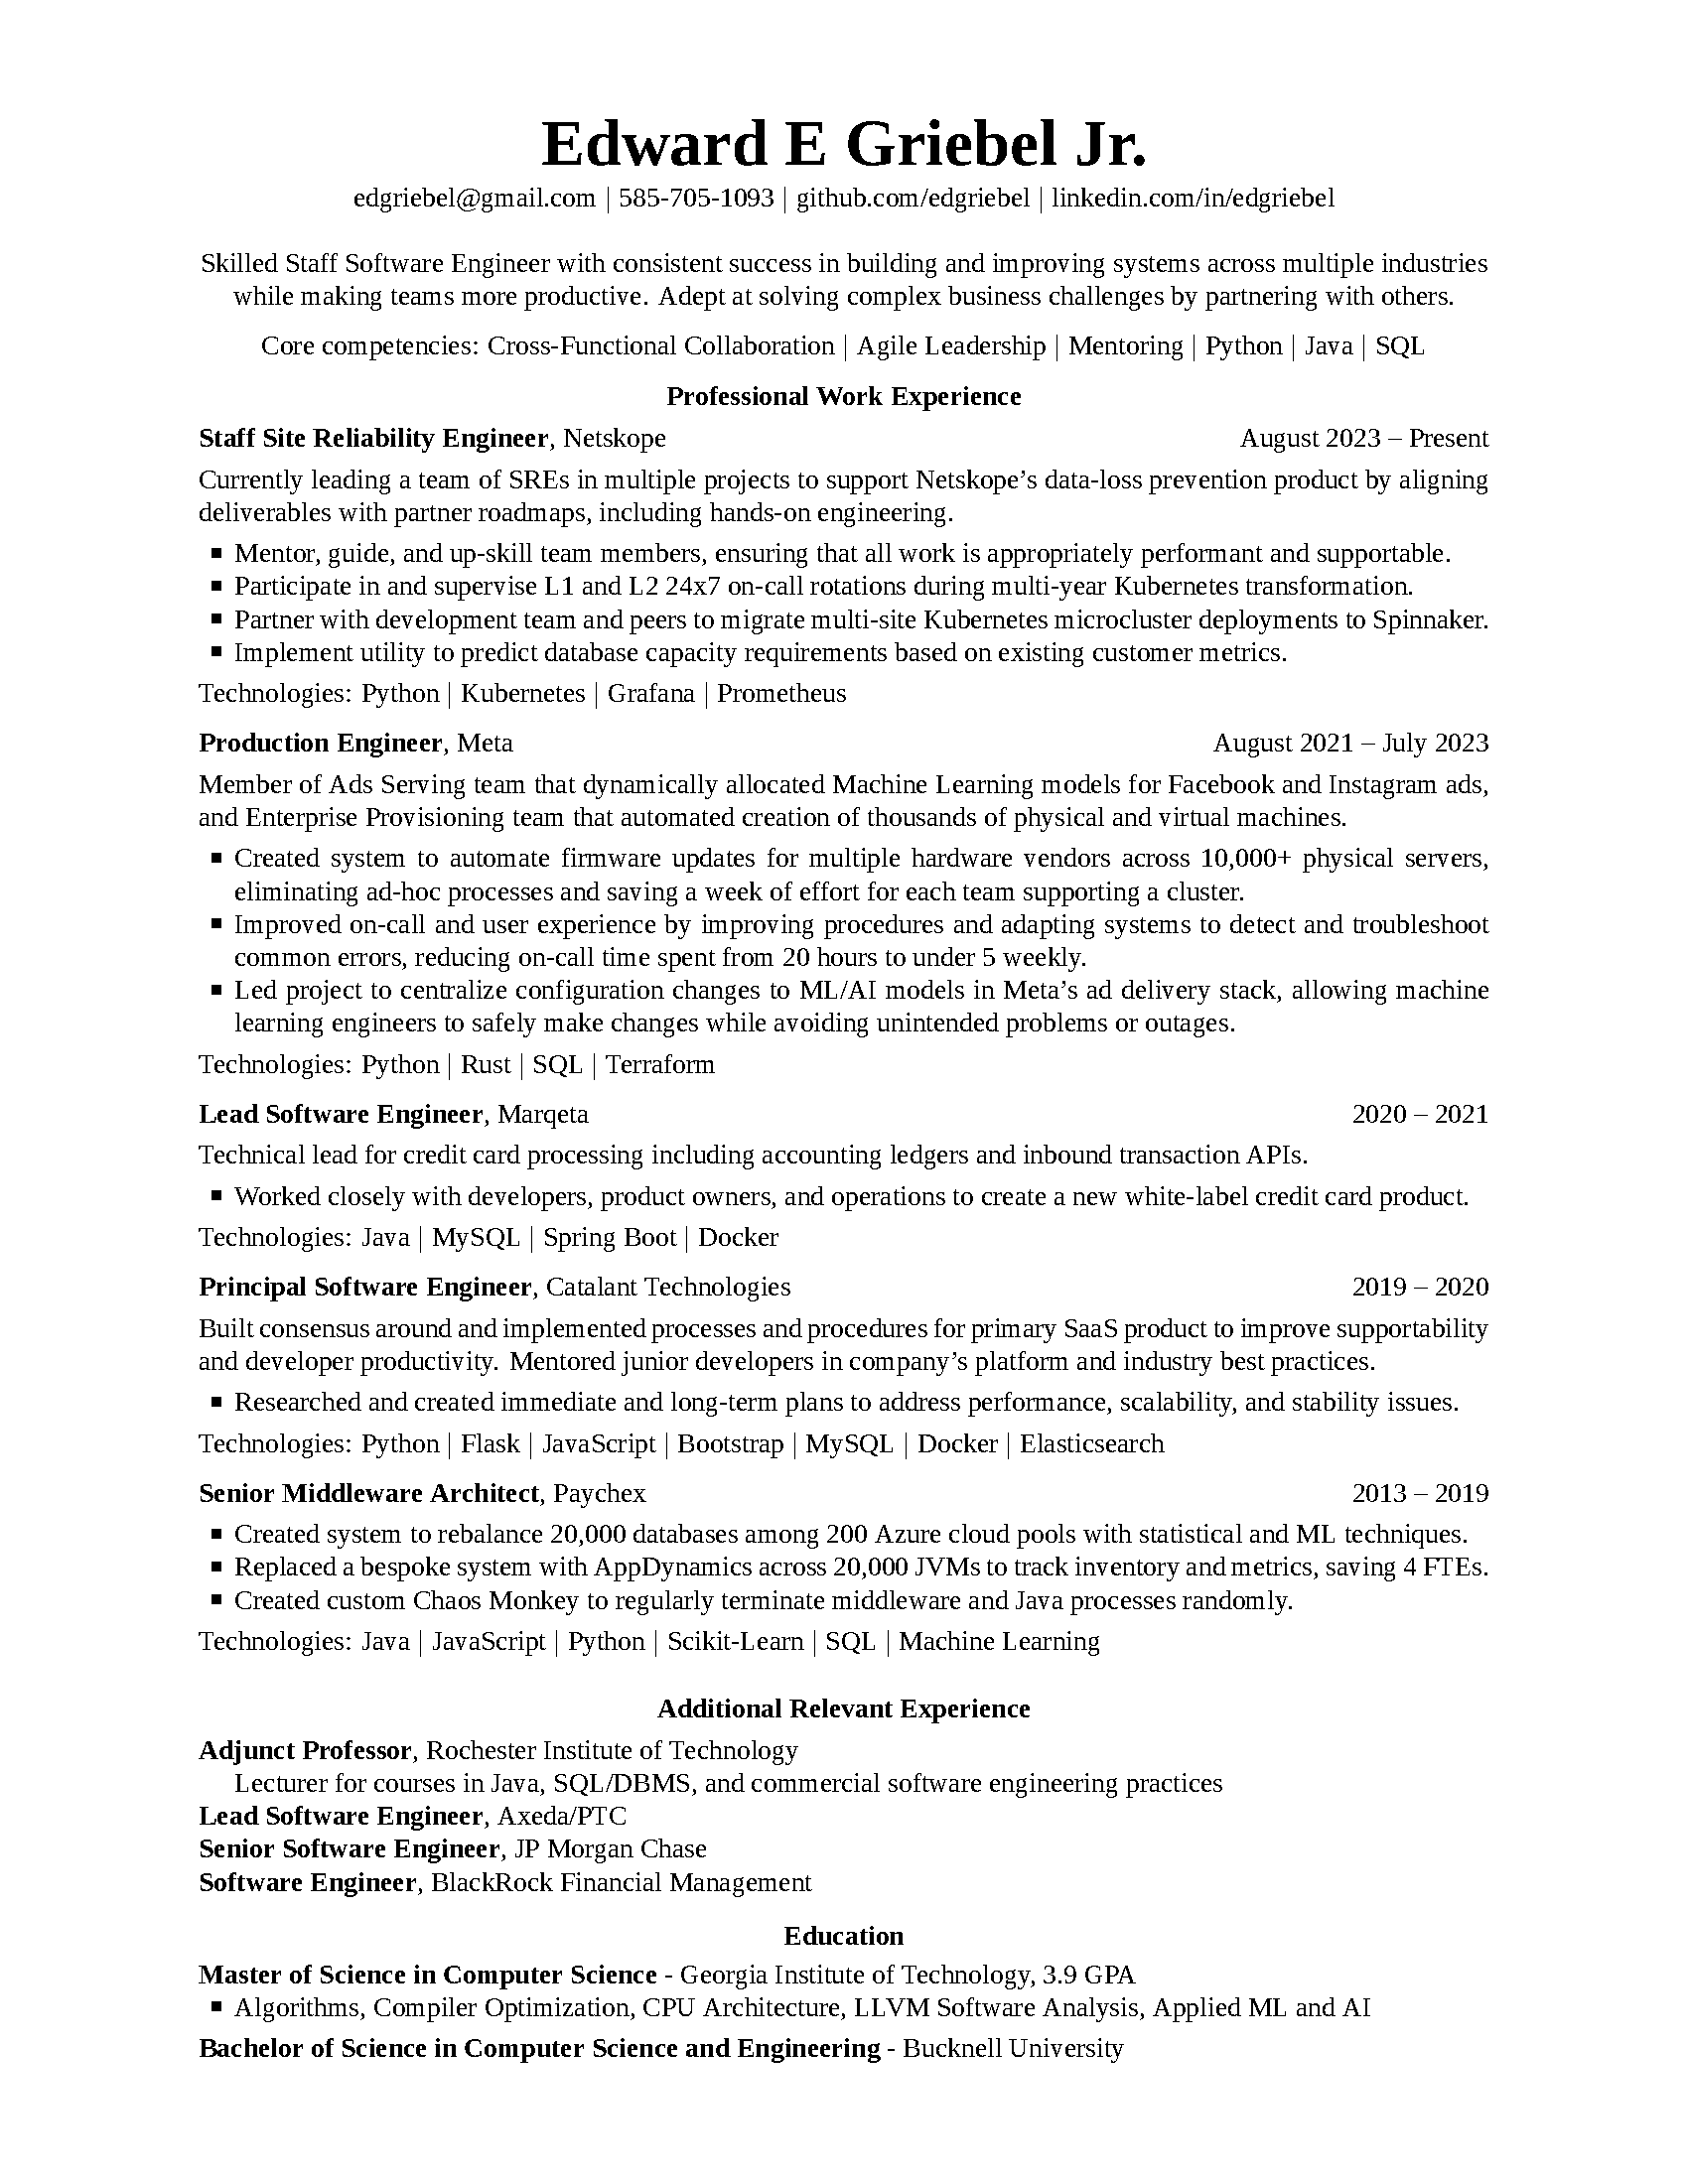 Edward E Griebel Jr.
edgriebel@gmail.com | 585-705-1093 | github.com/edgriebel | linkedin.com/in/edgriebel
Skilled Staff Software Engineer with consistent success in building and improving systems across multiple industries
while making teams more productive. Adept at solving complex business challenges by partnering with others.
Core competencies: Cross-Functional Collaboration | Agile Leadership | Mentoring | Python | Java | SQL
Professional Work Experience
Staff Site Reliability Engineer, Netskope August 2023 – Present
Currently leading a team of SREs in multiple projects to support Netskope’s data-loss prevention product by aligning
deliverables with partner roadmaps, including hands-on engineering.
▪ Mentor, guide, and up-skill team members, ensuring that all work is appropriately performant and supportable.
▪ Participate in and supervise L1 and L2 24x7 on-call rotations during multi-year Kubernetes transformation.
▪ Partner with development team and peers to migrate multi-site Kubernetes microcluster deployments to Spinnaker.
▪ Implement utility to predict database capacity requirements based on existing customer metrics.
Technologies: Python | Kubernetes | Grafana | Prometheus
Production Engineer, Meta August 2021 – July 2023
Member of Ads Serving team that dynamically allocated Machine Learning models for Facebook and Instagram ads,
and Enterprise Provisioning team that automated creation of thousands of physical and virtual machines.
▪ Created system to automate firmware updates for multiple hardware vendors across 10,000+ physical servers,
eliminating ad-hoc processes and saving a week of effort for each team supporting a cluster.
▪ Improved on-call and user experience by improving procedures and adapting systems to detect and troubleshoot
common errors, reducing on-call time spent from 20 hours to under 5 weekly.
▪ Led project to centralize configuration changes to ML/AI models in Meta’s ad delivery stack, allowing machine
learning engineers to safely make changes while avoiding unintended problems or outages.
Technologies: Python | Rust | SQL | Terraform
Lead Software Engineer, Marqeta 2020 – 2021
Technical lead for credit card processing including accounting ledgers and inbound transaction APIs.
▪ Worked closely with developers, product owners, and operations to create a new white-label credit card product.
Technologies: Java | MySQL | Spring Boot | Docker
Principal Software Engineer, Catalant Technologies 2019 – 2020
Built consensus around and implemented processes and procedures for primary SaaS product to improve supportability
and developer productivity. Mentored junior developers in company’s platform and industry best practices.
▪ Researched and created immediate and long-term plans to address performance, scalability, and stability issues.
Technologies: Python | Flask | JavaScript | Bootstrap | MySQL | Docker | Elasticsearch
Senior Middleware Architect, Paychex 2013 – 2019
▪ Created system to rebalance 20,000 databases among 200 Azure cloud pools with statistical and ML techniques.
▪ Replaced a bespoke system with AppDynamics across 20,000 JVMs to track inventory and metrics, saving 4 FTEs.
▪ Created custom Chaos Monkey to regularly terminate middleware and Java processes randomly.
Technologies: Java | JavaScript | Python | Scikit-Learn | SQL | Machine Learning
Additional Relevant Experience
Adjunct Professor, Rochester Institute of Technology
Lecturer for courses in Java, SQL/DBMS, and commercial software engineering practices
Lead Software Engineer, Axeda/PTC
Senior Software Engineer, JP Morgan Chase
Software Engineer, BlackRock Financial Management
Education
Master of Science in Computer Science - Georgia Institute of Technology, 3.9 GPA
▪ Algorithms, Compiler Optimization, CPU Architecture, LLVM Software Analysis, Applied ML and AI
Bachelor of Science in Computer Science and Engineering - Bucknell University